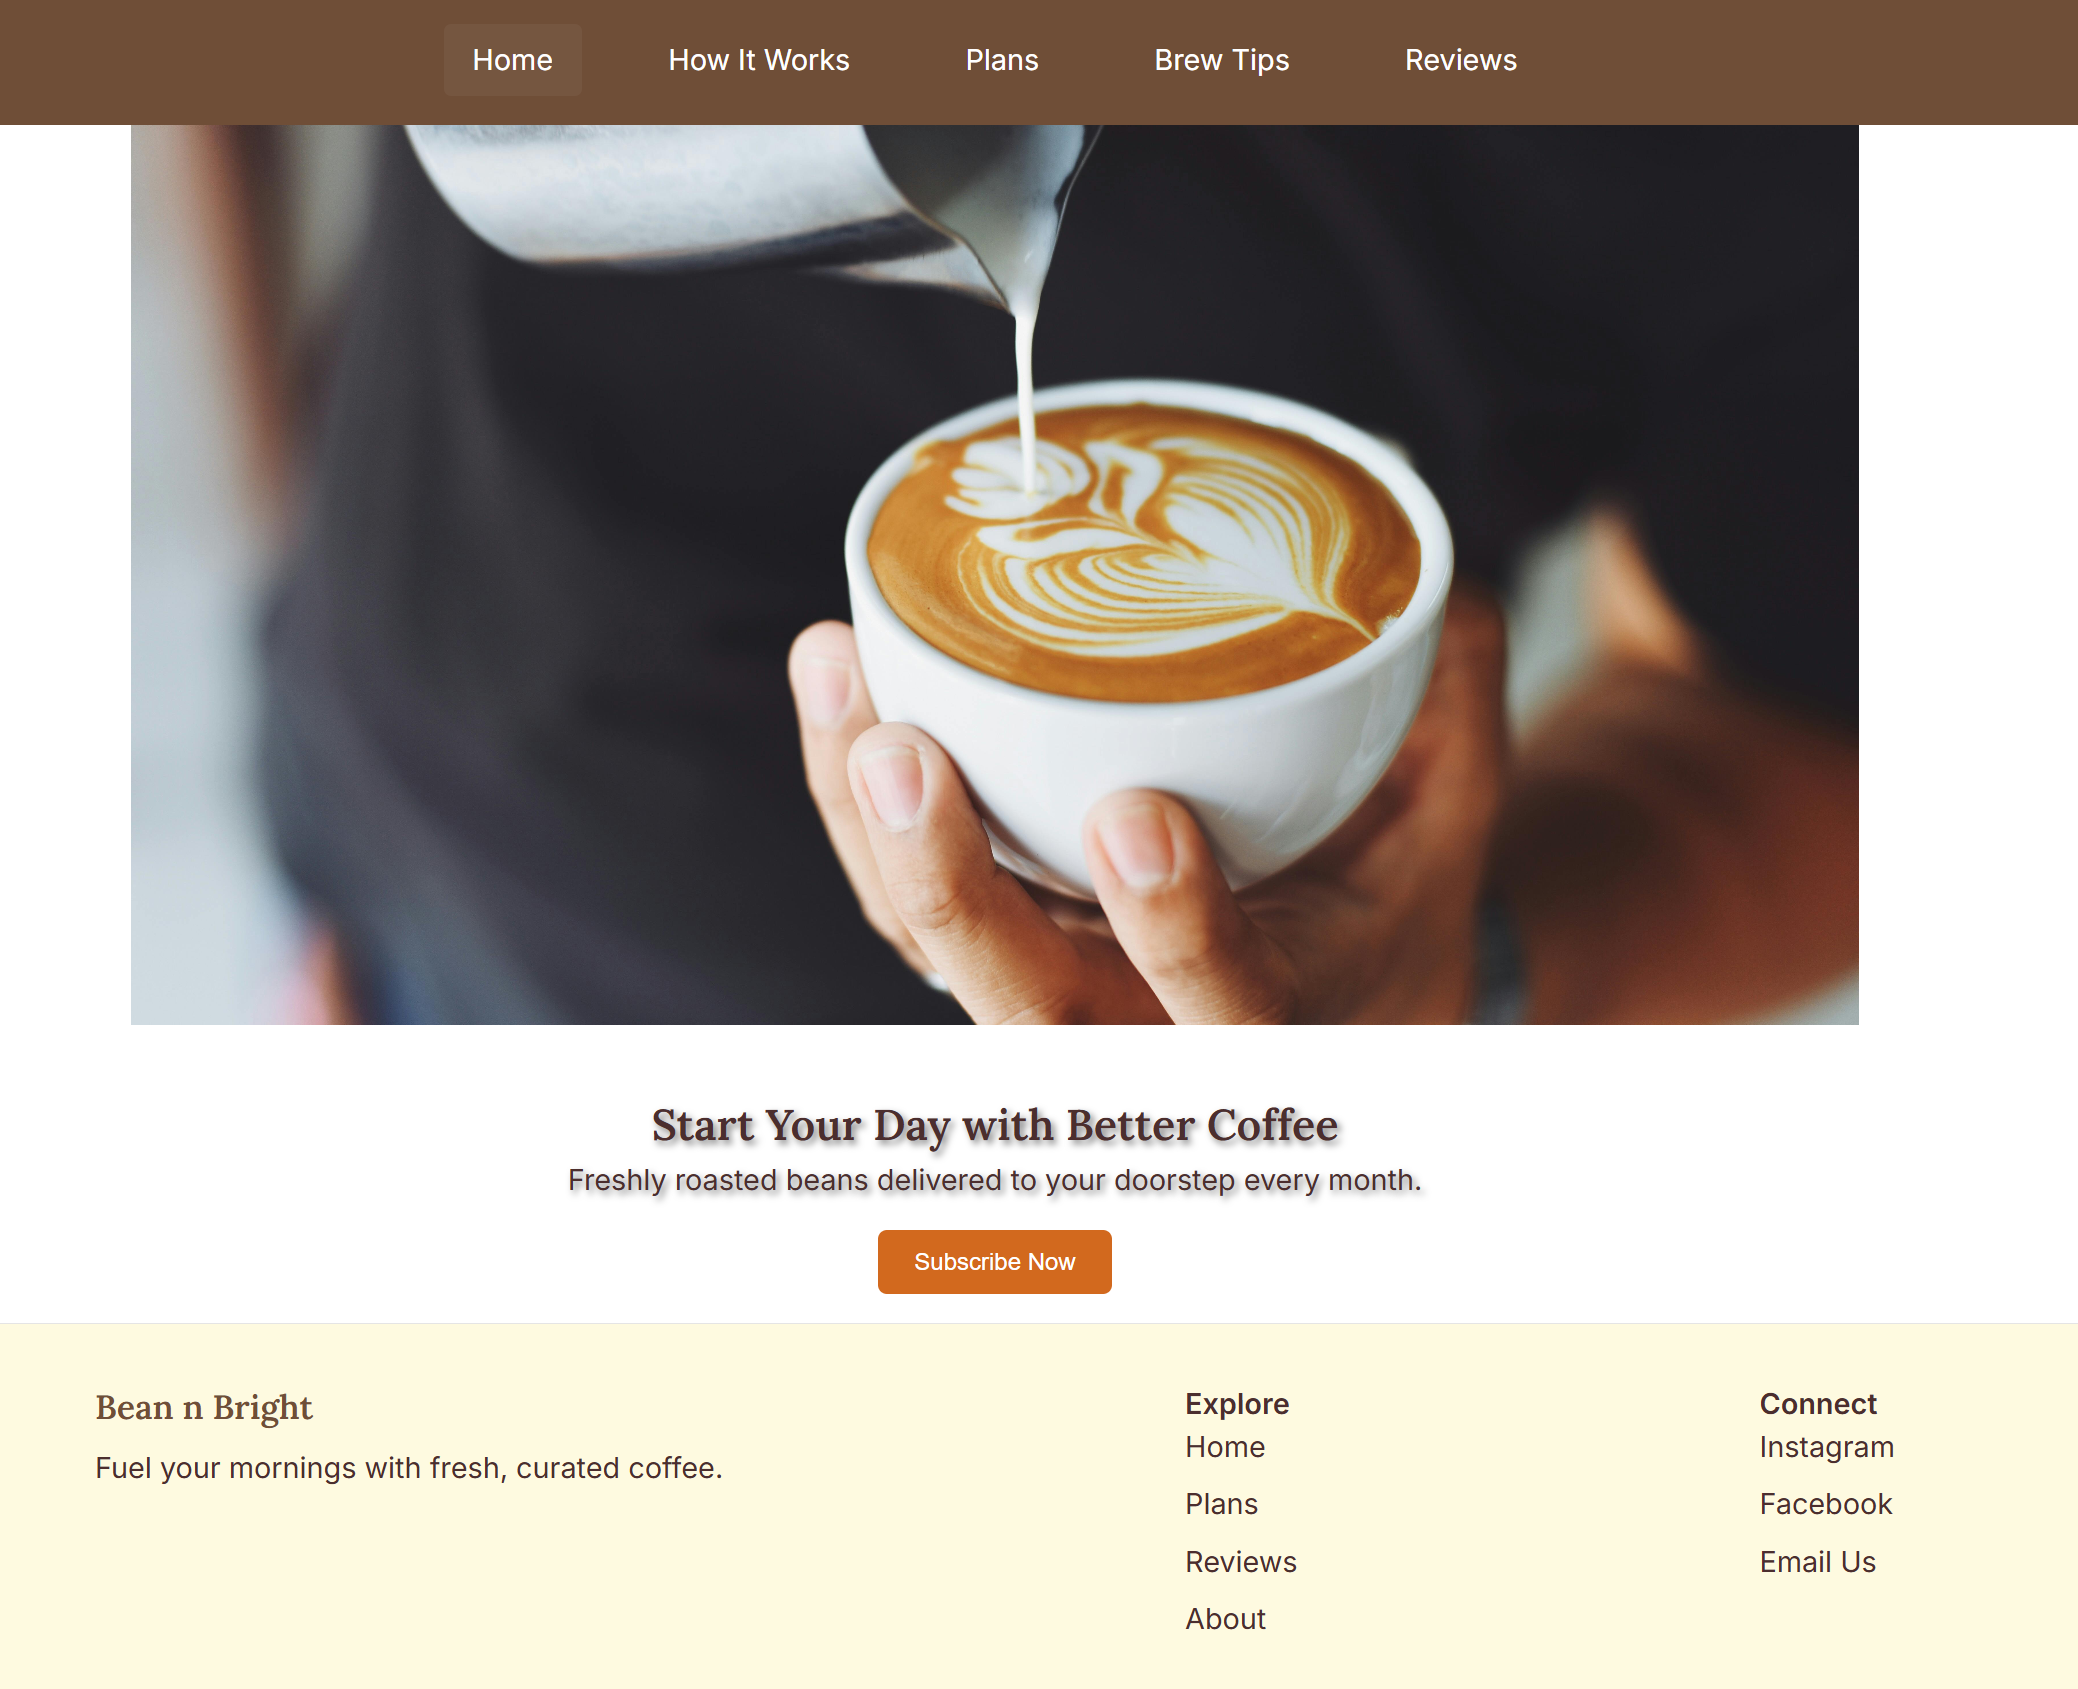 Home How It Works Plans Brew Tips Reviews
Start Your Day with Better Coffee
Freshly roasted beans delivered to your doorstep every month.
Subscribe Now
Bean n Bright
Fuel your mornings with fresh, curated coffee.
Explore
Home
Plans
Reviews
About
Connect
Instagram
Facebook
Email Us